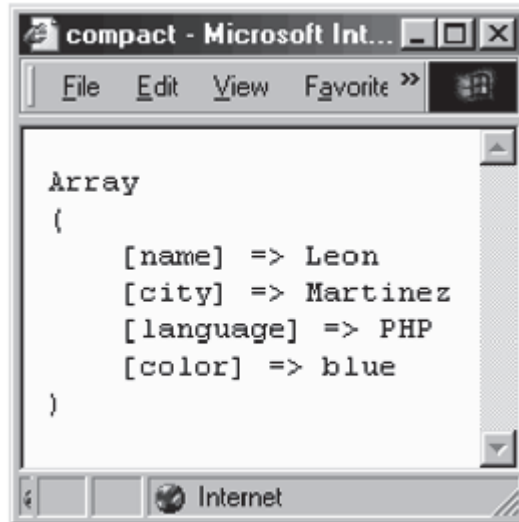 compact - Microsoft Int...
File Edit View Favorite »
Array
(
[name] => Leon
[city] => Martinez
[language] => PHP
[color] => blue
)
Internet